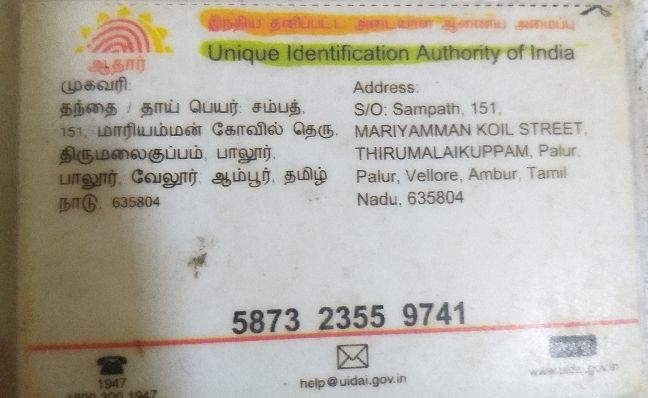 இந்திய தனிப்பட்ட அடையாள ஆணைய அமைப்பு
Unique Identification Authority of India
ஆதார்
முகவரி:
தந்தை / தாய் பெயர்: சம்பத்,
151, மாரியம்மன் கோவில் தெரு,
திருமலைகுப்பம், பாலூர்,
பாலூர், வேலூர், ஆம்பூர், தமிழ்
நாடு, 635804
Address:
S/O: Sampath, 151,
MARIYAMMAN KOIL STREET,
THIRUMALAIKUPPAM, Palur,
Palur, Vellore, Ambur, Tamil
Nadu, 635804
5873 2355 9741
1947
1800 300 1947
help@uidai.gov.in
www.uidai.gov.in